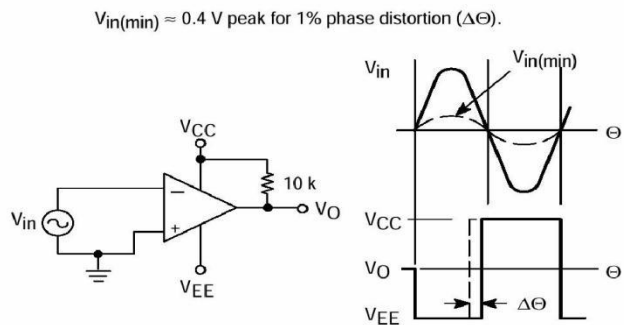 Vin(min) ≈ 0.4 V peak for 1% phase distortion (ΔΘ).
Vin
Vin(min)
Θ
VCC
10 k
−
+
Vin
VO
VEE
VCC
VO
Θ
VEE
ΔΘ